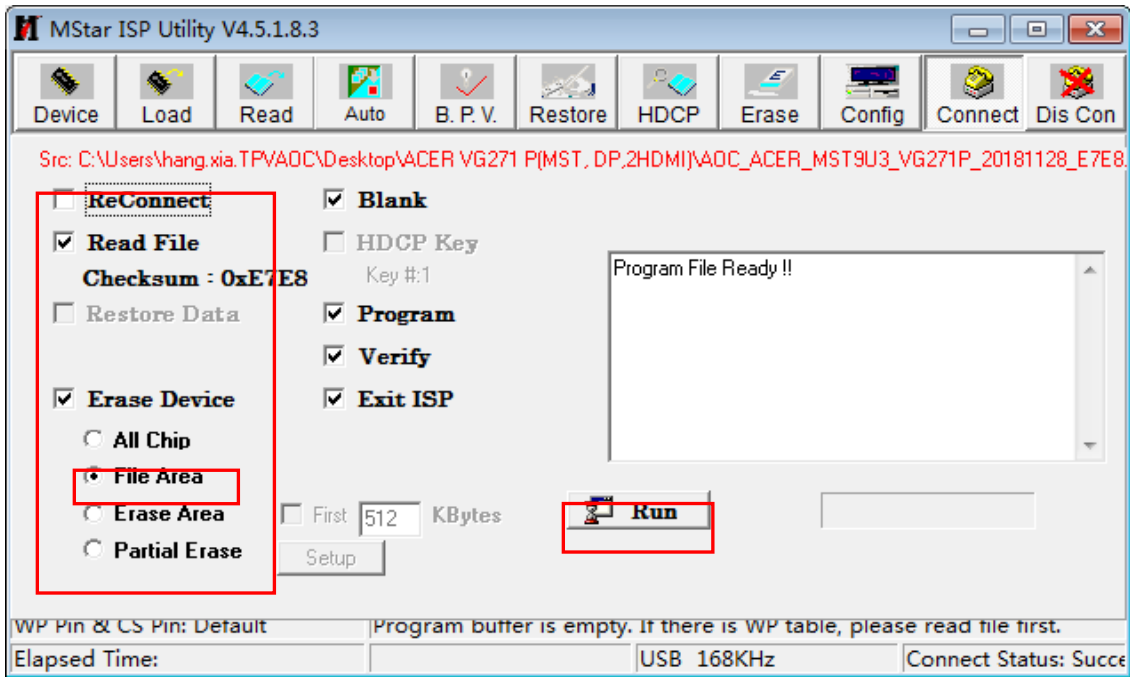 MStar ISP Utility V4.5.1.8.3
Device Load Read Auto B. P. V. Restore HDCP Erase Config Connect Dis Con
Src: C:\Users\hang.xia.TPVAOC\Desktop\ACER VG271 P(MST, DP,2HDMI)\AOC_ACER_MST9U3_VG271P_20181128_E7E8.
ReConnect Blank
Read File HDCP Key
Checksum : 0xE7E8 Key #:1
Program File Ready !!
Restore Data Program
Verify
Erase Device Exit ISP
All Chip
File Area
Erase Area First 512 KBytes Run
Partial Erase Setup
WP Pin & CS Pin: Default Program buffer is empty. If there is WP table, please read file first.
Elapsed Time: USB 168KHz Connect Status: Succe